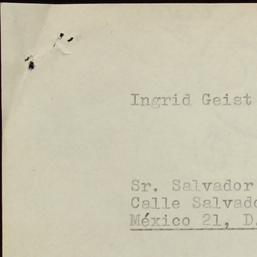 Ingrid Geist
Sr. Salvador
Calle Salvado
México 21, D.